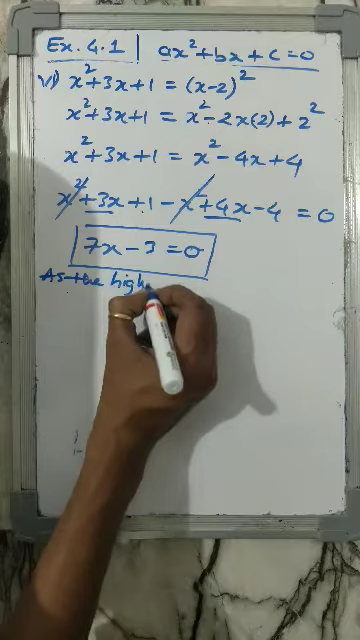 Ex. 4.1 | ax²+bx+c=0
vi) x²+3x+1 = (x-2)²
x²+3x+1 = x²-2x(2)+2²
x²+3x+1 = x²-4x+4
x²+3x+1-x²+4x-4=0
7x-3=0
As the high